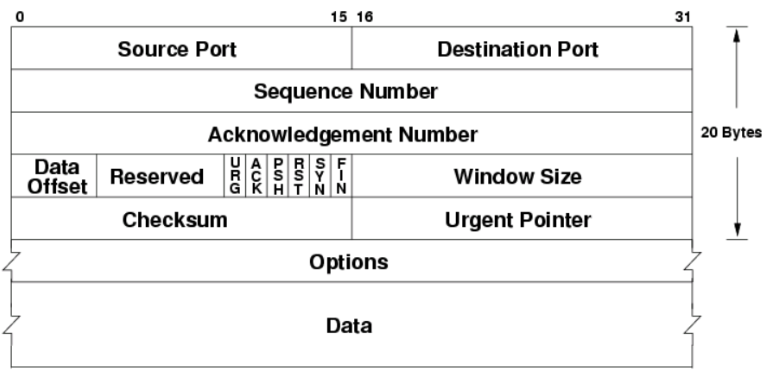 0 15 16 31
Source Port Destination Port
Sequence Number
Acknowledgement Number
20 Bytes
Data Offset Reserved URG ACK PSH RST SYN FIN Window Size
Checksum Urgent Pointer
Options
Data